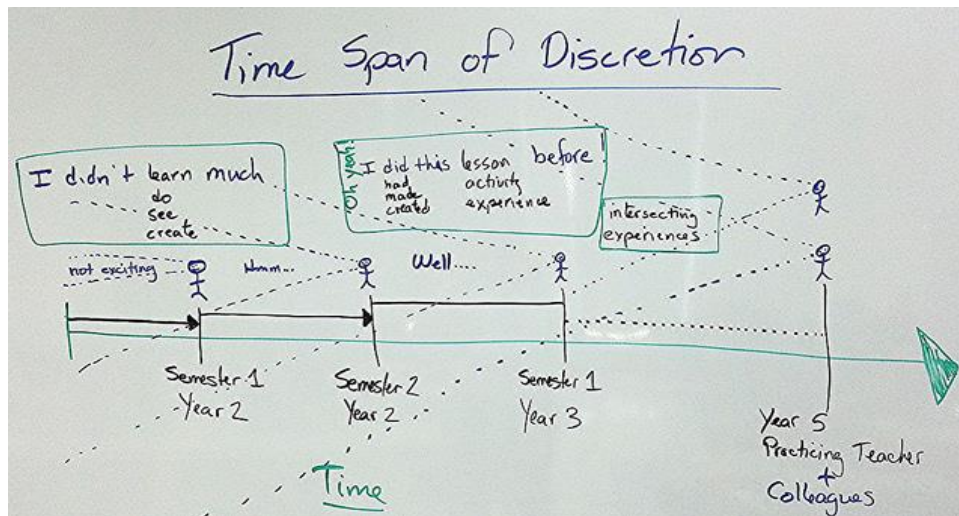 Time Span of Discretion
I didn't learn much
do
see
create
Oh yeah!
I did this lesson before
had activity
made experience
created
intersecting
experiences
not exciting
Hmm...
Well....
Semester 1
Year 2
Semester 2
Year 2
Semester 1
Year 3
Year 5
Practicing Teacher
+
Colleagues
Time